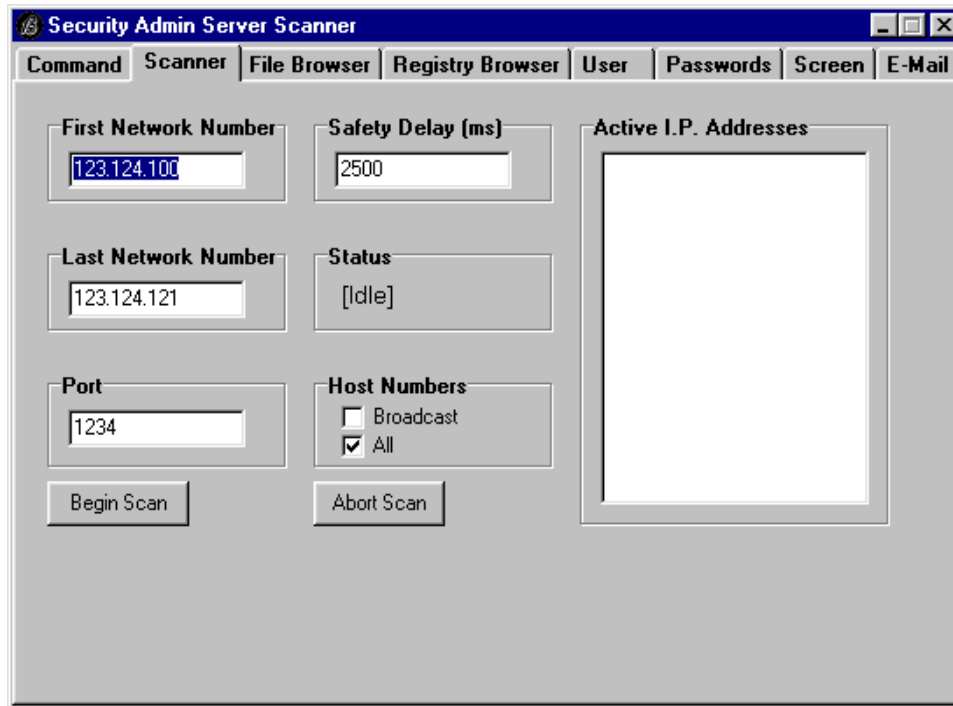 Security Admin Server Scanner
Command Scanner File Browser Registry Browser User Passwords Screen E-Mail
First Network Number Safety Delay (ms) Active I.P. Addresses
123.124.100 2500
Last Network Number Status
123.124.121 [Idle]
Port Host Numbers
1234 Broadcast
All
Begin Scan Abort Scan